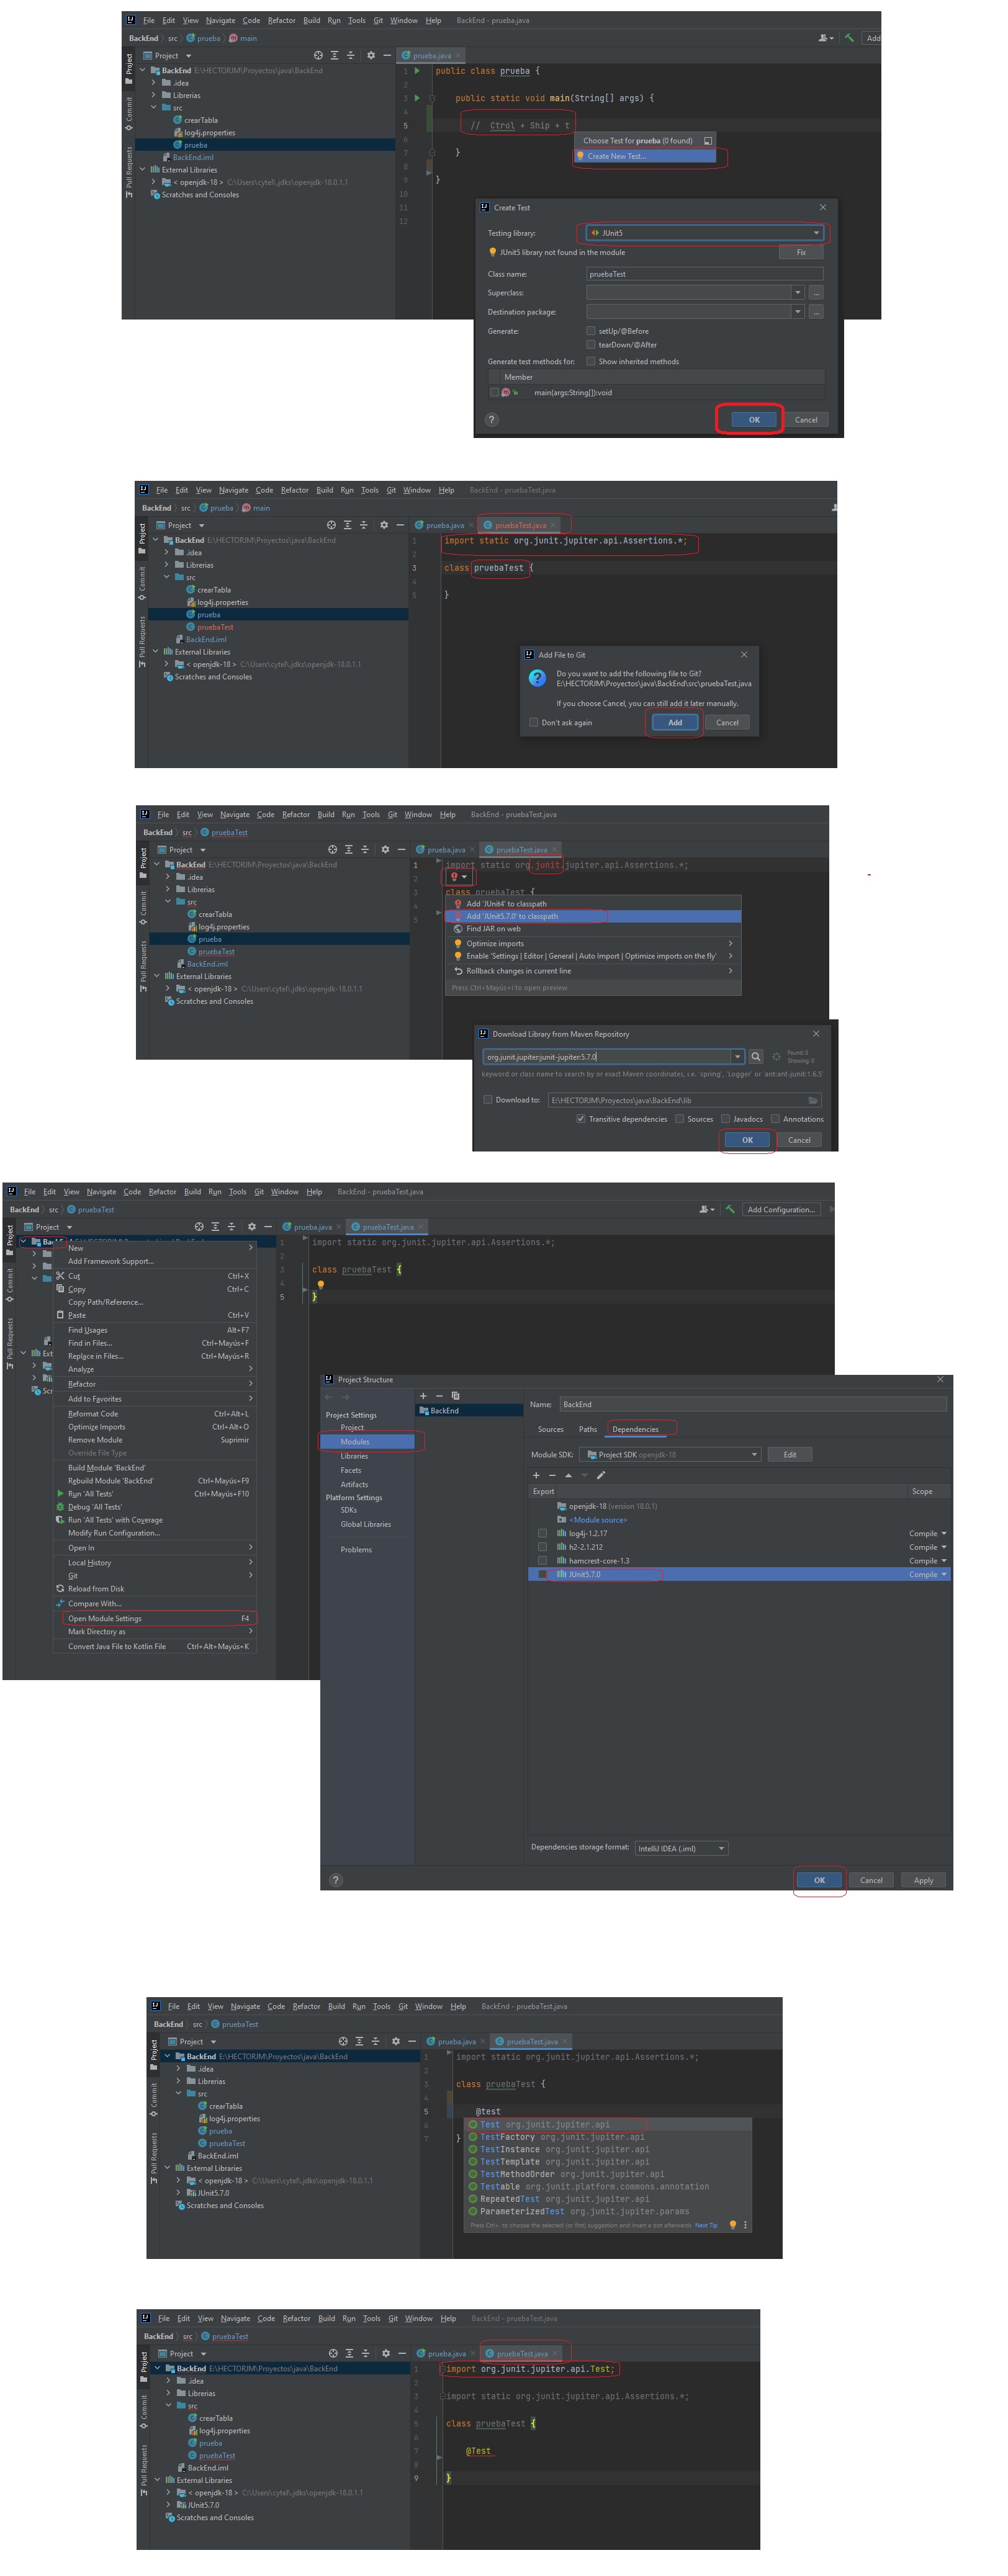 File Edit View Navigate Code Refactor Build Run Tools Git Window Help BackEnd - prueba.java
BackEnd src prueba main Add
Project
prueba.java
BackEnd E:\HECTORJM\Proyectos\java\BackEnd
.idea
Librerias
src
crearTabla
log4j.properties
prueba
BackEnd.iml
External Libraries
< openjdk-18 > C:\Users\cytel\.jdks\openjdk-18.0.1.1
Scratches and Consoles
Project
Commit
Pull Requests
1 public class prueba {
2
3 public static void main(String[] args) {
4
5 // Ctrol + Ship + t
6
7 }
8
9 }
10
11
12
Choose Test for prueba (0 found)
Create New Test...
Create Test
Testing library: JUnit5
JUnit5 library not found in the module Fix
Class name: pruebaTest
Superclass: ...
Destination package: ...
Generate: setUp/@Before
tearDown/@After
Generate test methods for: Show inherited methods
Member
main(args:String[]):void
? OK Cancel
File Edit View Navigate Code Refactor Build Run Tools Git Window Help BackEnd - pruebaTest.java
BackEnd src prueba main
Project
prueba.java pruebaTest.java
BackEnd E:\HECTORJM\Proyectos\java\BackEnd
.idea
Librerias
src
crearTabla
log4j.properties
prueba
pruebaTest
BackEnd.iml
External Libraries
< openjdk-18 > C:\Users\cytel\.jdks\openjdk-18.0.1.1
Scratches and Consoles
Project
Commit
Pull Requests
1 import static org.junit.jupiter.api.Assertions.*;
2
3 class pruebaTest {
4
5 }
Add File to Git
Do you want to add the following file to Git?
E:\HECTORJM\Proyectos\java\BackEnd\src\pruebaTest.java
If you choose Cancel, you can still add it later manually.
Don't ask again Add Cancel
File Edit View Navigate Code Refactor Build Run Tools Git Window Help BackEnd - pruebaTest.java
BackEnd src pruebaTest
Project
prueba.java pruebaTest.java
BackEnd E:\HECTORJM\Proyectos\java\BackEnd
.idea
Librerias
src
crearTabla
log4j.properties
prueba
pruebaTest
BackEnd.iml
External Libraries
< openjdk-18 > C:\Users\cytel\.jdks\openjdk-18.0.1.1
Scratches and Consoles
Project
Commit
Pull Requests
1 import static org.junit.jupiter.api.Assertions.*;
2
3 class pruebaTest {
4
5
Add 'JUnit4' to classpath
Add 'JUnit5.7.0' to classpath
Find JAR on web
Optimize imports
Enable 'Settings | Editor | General | Auto Import | Optimize imports on the fly'
Rollback changes in current line
Press Ctrl+Mayús+I to open preview
Download Library from Maven Repository
org.junit.jupiter:junit-jupiter:5.7.0
Found: 0
Showing: 0
keyword or class name to search by or exact Maven coordinates, i.e. 'spring', 'Logger' or 'ant:ant-junit:1.6.5'
Download to: E:\HECTORJM\Proyectos\java\BackEnd\lib
Transitive dependencies Sources Javadocs Annotations
OK Cancel
File Edit View Navigate Code Refactor Build Run Tools Git Window Help BackEnd - pruebaTest.java
BackEnd src pruebaTest Add Configuration...
Project
prueba.java pruebaTest.java
Project
Commit
Pull Requests
New
Add Framework Support...
Cut Ctrl+X
Copy Ctrl+C
Copy Path/Reference...
Paste Ctrl+V
Find Usages Alt+F7
Find in Files... Ctrl+Mayús+F
Replace in Files... Ctrl+Mayús+R
Analyze
Refactor
Add to Favorites
Reformat Code Ctrl+Alt+L
Optimize Imports Ctrl+Alt+O
Remove Module Suprimir
Override File Type
Build Module 'BackEnd'
Rebuild Module 'BackEnd' Ctrl+Mayús+F9
Run 'All Tests' Ctrl+Mayús+F10
Debug 'All Tests'
Run 'All Tests' with Coverage
Modify Run Configuration...
Open In
Local History
Git
Reload from Disk
Compare With...
Open Module Settings F4
Mark Directory as
Convert Java File to Kotlin File Ctrl+Alt+Mayús+K
1 import static org.junit.jupiter.api.Assertions.*;
2
3 class pruebaTest {
4
5 }
Project Structure
Project Settings
Project
Modules
Libraries
Facets
Artifacts
Platform Settings
SDKs
Global Libraries
Problems
BackEnd
Name: BackEnd
Sources Paths Dependencies
Module SDK: Project SDK openjdk-18 Edit
Export Scope
openjdk-18 (version 18.0.1)
<Module source>
log4j-1.2.17 Compile
h2-2.1.212 Compile
hamcrest-core-1.3 Compile
JUnit5.7.0 Compile
Dependencies storage format: IntelliJ IDEA (.iml)
? OK Cancel Apply
File Edit View Navigate Code Refactor Build Run Tools Git Window Help BackEnd - pruebaTest.java
BackEnd src pruebaTest
Project
prueba.java pruebaTest.java
BackEnd E:\HECTORJM\Proyectos\java\BackEnd
.idea
Librerias
src
crearTabla
log4j.properties
prueba
pruebaTest
BackEnd.iml
External Libraries
< openjdk-18 > C:\Users\cytel\.jdks\openjdk-18.0.1.1
JUnit5.7.0
Scratches and Consoles
Project
Commit
Pull Requests
1 import static org.junit.jupiter.api.Assertions.*;
2
3 class pruebaTest {
4
5 @test
6
7 }
Test org.junit.jupiter.api
TestFactory org.junit.jupiter.api
TestInstance org.junit.jupiter.api
TestTemplate org.junit.jupiter.api
TestMethodOrder org.junit.jupiter.api
Testable org.junit.platform.commons.annotation
RepeatedTest org.junit.jupiter.api
ParameterizedTest org.junit.jupiter.params
Press Ctrl+. to choose the selected (or first) suggestion and insert a dot afterwards Next Tip
File Edit View Navigate Code Refactor Build Run Tools Git Window Help BackEnd - pruebaTest.java
BackEnd src pruebaTest
Project
prueba.java pruebaTest.java
BackEnd E:\HECTORJM\Proyectos\java\BackEnd
.idea
Librerias
src
crearTabla
log4j.properties
prueba
pruebaTest
BackEnd.iml
External Libraries
< openjdk-18 > C:\Users\cytel\.jdks\openjdk-18.0.1.1
JUnit5.7.0
Scratches and Consoles
Project
Commit
Pull Requests
1 import org.junit.jupiter.api.Test;
2
3 import static org.junit.jupiter.api.Assertions.*;
4
5 class pruebaTest {
6
7 @Test
8
9 }